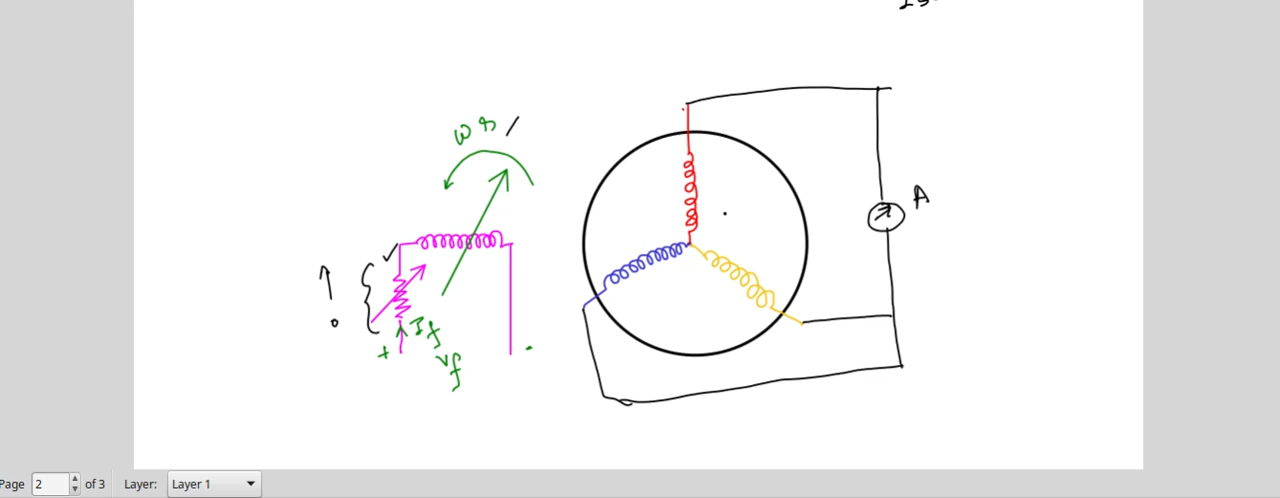 ωr
A
If
+
Vf
Page 2 of 3 Layer: Layer 1